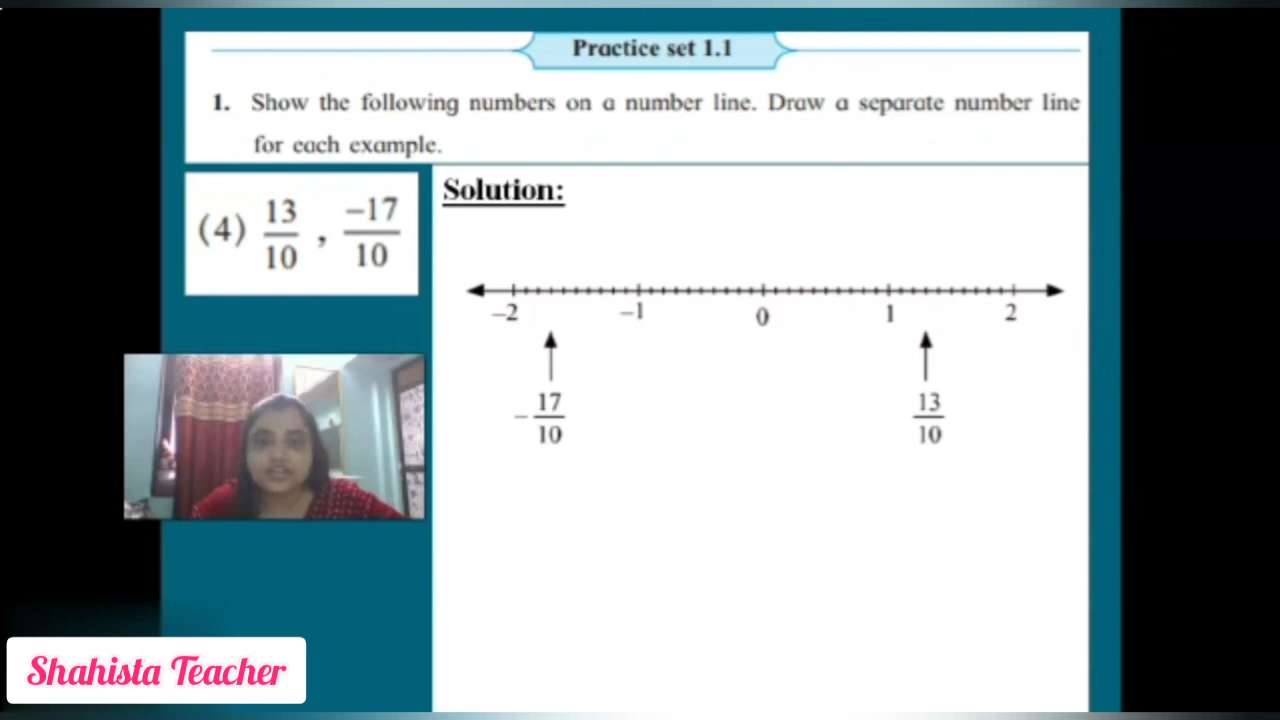 Practice set 1.1
1. Show the following numbers on a number line. Draw a separate number line
for each example.
(4) 13/10 , −17/10
Solution:
−2 −1 0 1 2
−17/10 13/10
Shahista Teacher